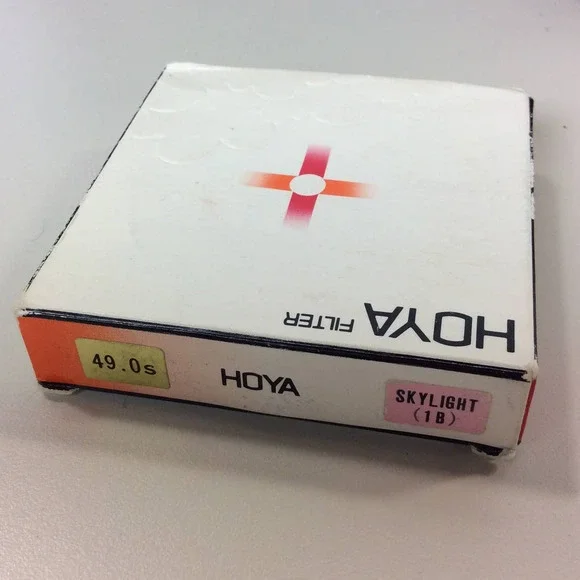 HOYA FILTER
49.0s
HOYA
SKYLIGHT
(1B)